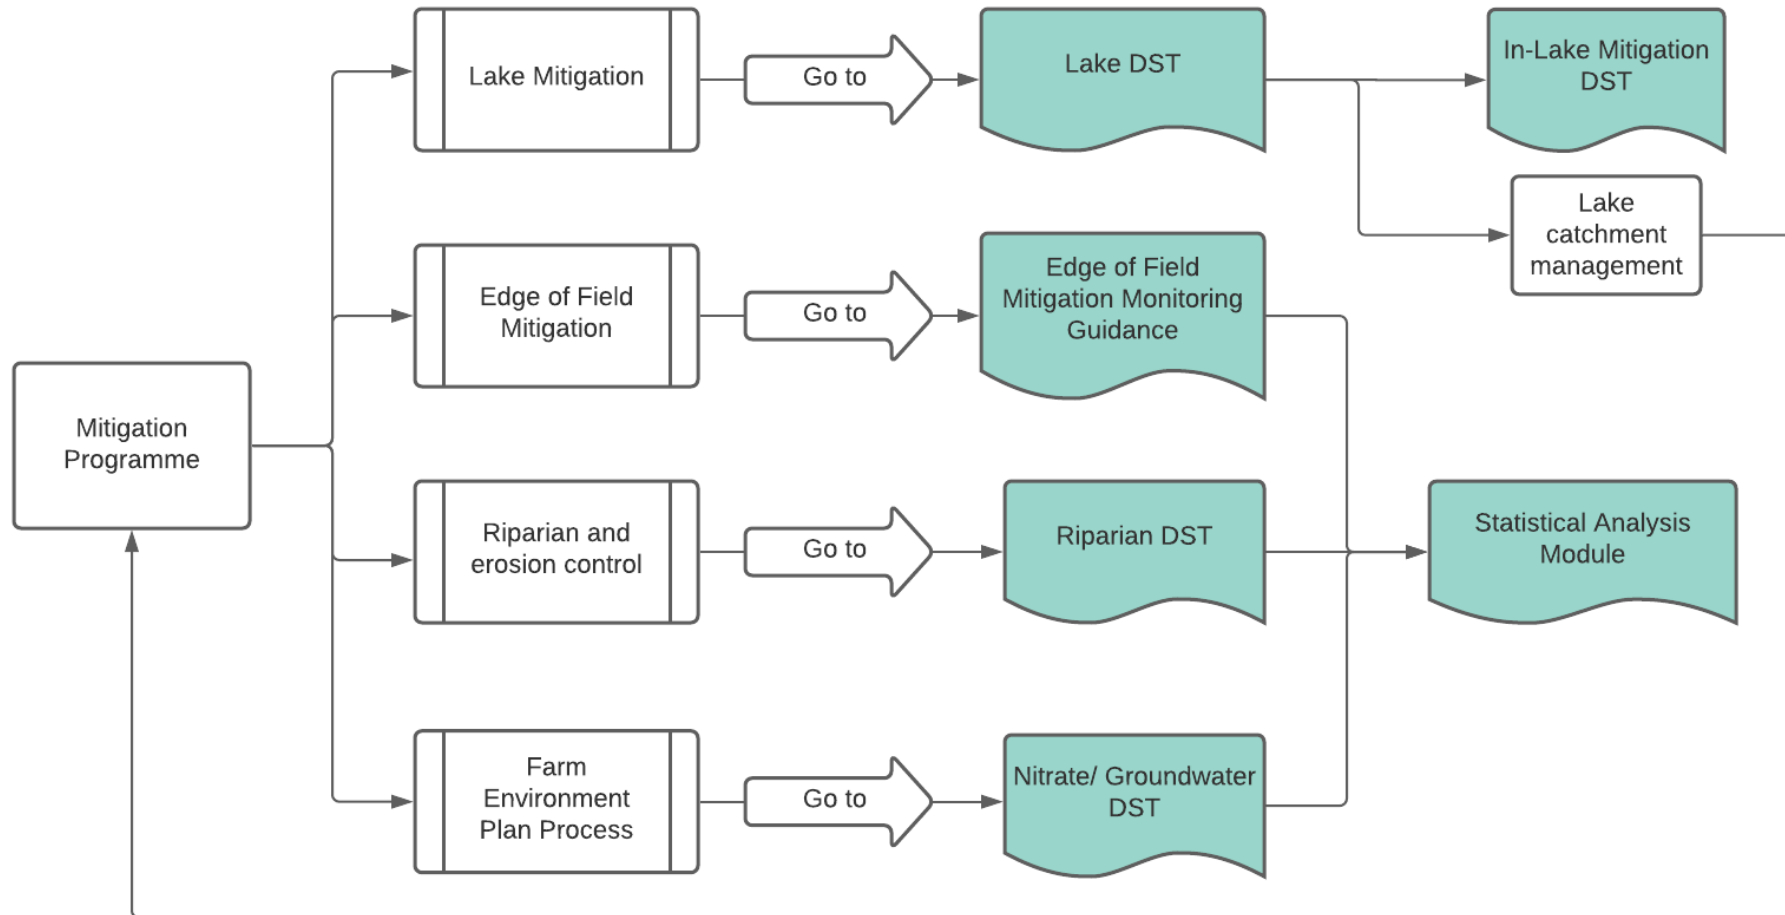 Lake Mitigation
Go to
Lake DST
In-Lake Mitigation
DST
Lake
catchment
management
Edge of Field
Mitigation
Go to
Edge of Field
Mitigation Monitoring
Guidance
Mitigation
Programme
Riparian and
erosion control
Go to
Riparian DST
Statistical Analysis
Module
Farm
Environment
Plan Process
Go to
Nitrate/ Groundwater
DST